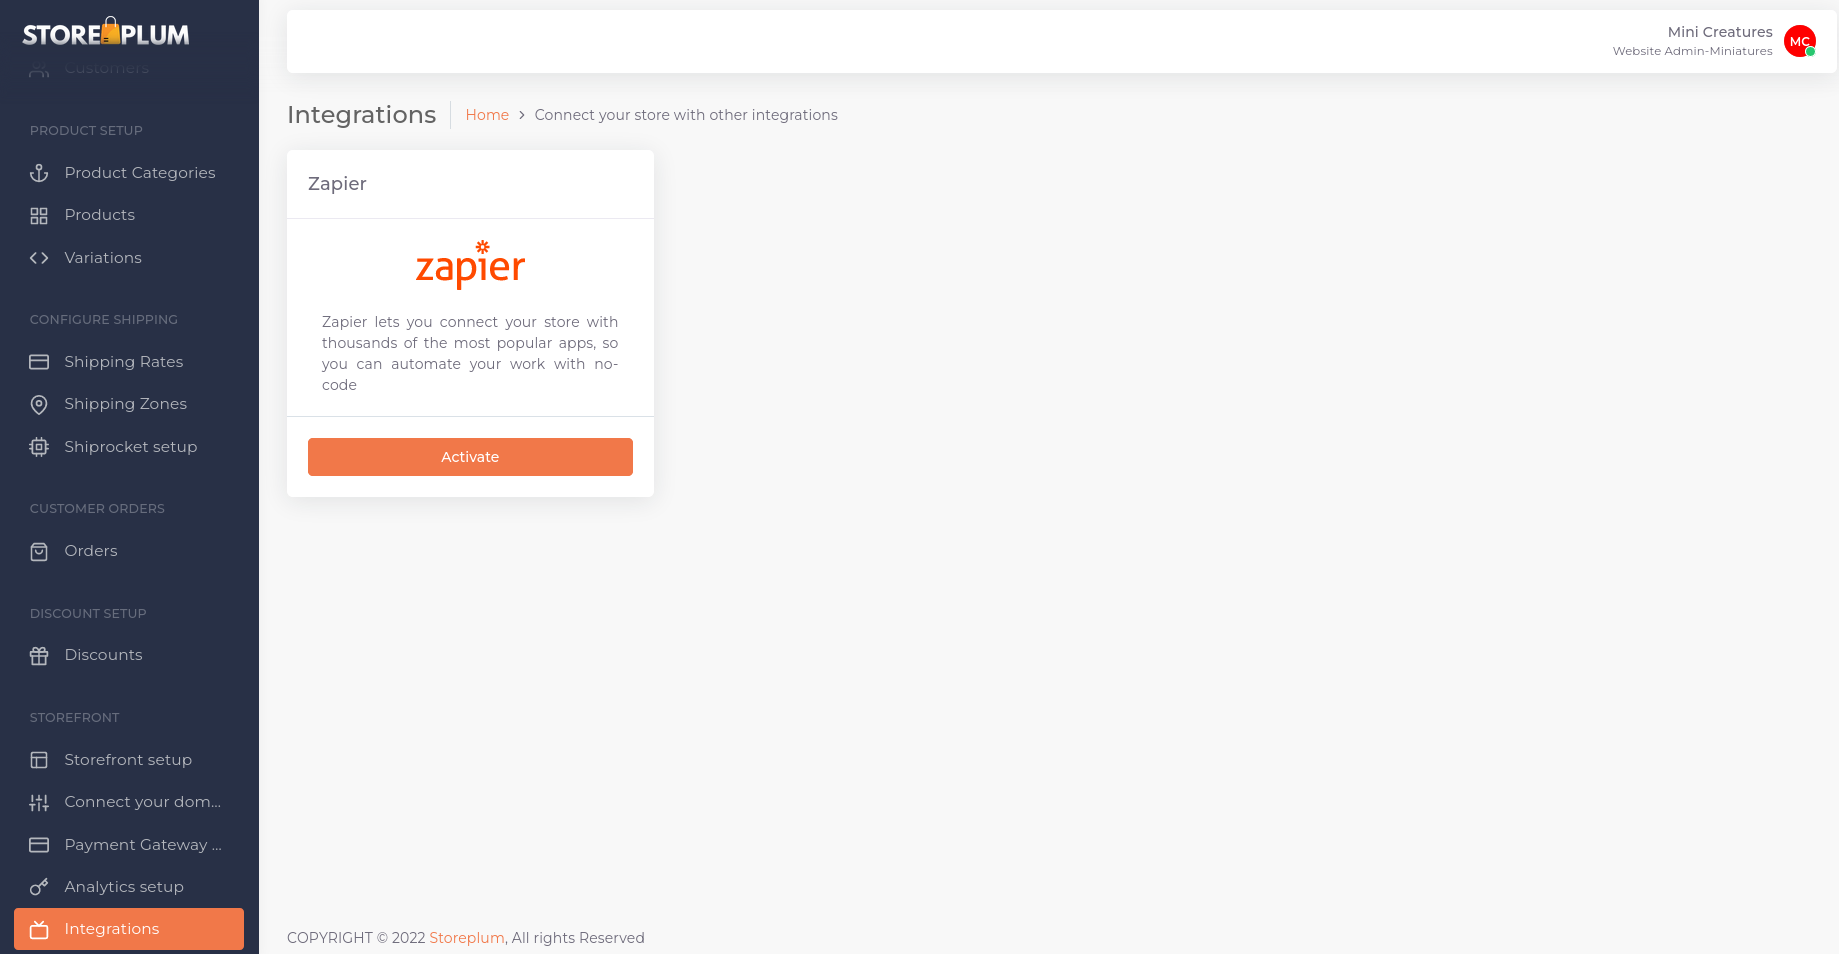 STOREPLUM
Customers
PRODUCT SETUP
Product Categories
Products
Variations
CONFIGURE SHIPPING
Shipping Rates
Shipping Zones
Shiprocket setup
CUSTOMER ORDERS
Orders
DISCOUNT SETUP
Discounts
STOREFRONT
Storefront setup
Connect your dom...
Payment Gateway ...
Analytics setup
Integrations
Mini Creatures
Website Admin-Miniatures
MC
Integrations
Home > Connect your store with other integrations
Zapier
zapier
Zapier lets you connect your store with
thousands of the most popular apps, so
you can automate your work with no-
code
Activate
COPYRIGHT © 2022 Storeplum, All rights Reserved